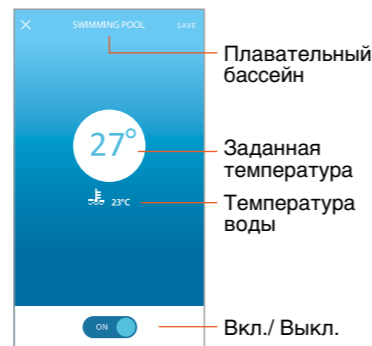 × SWIMMING POOL SAVE
Плавательный
бассейн
27°
Заданная
температура
23°C
Температура
воды
ON
Вкл./ Выкл.